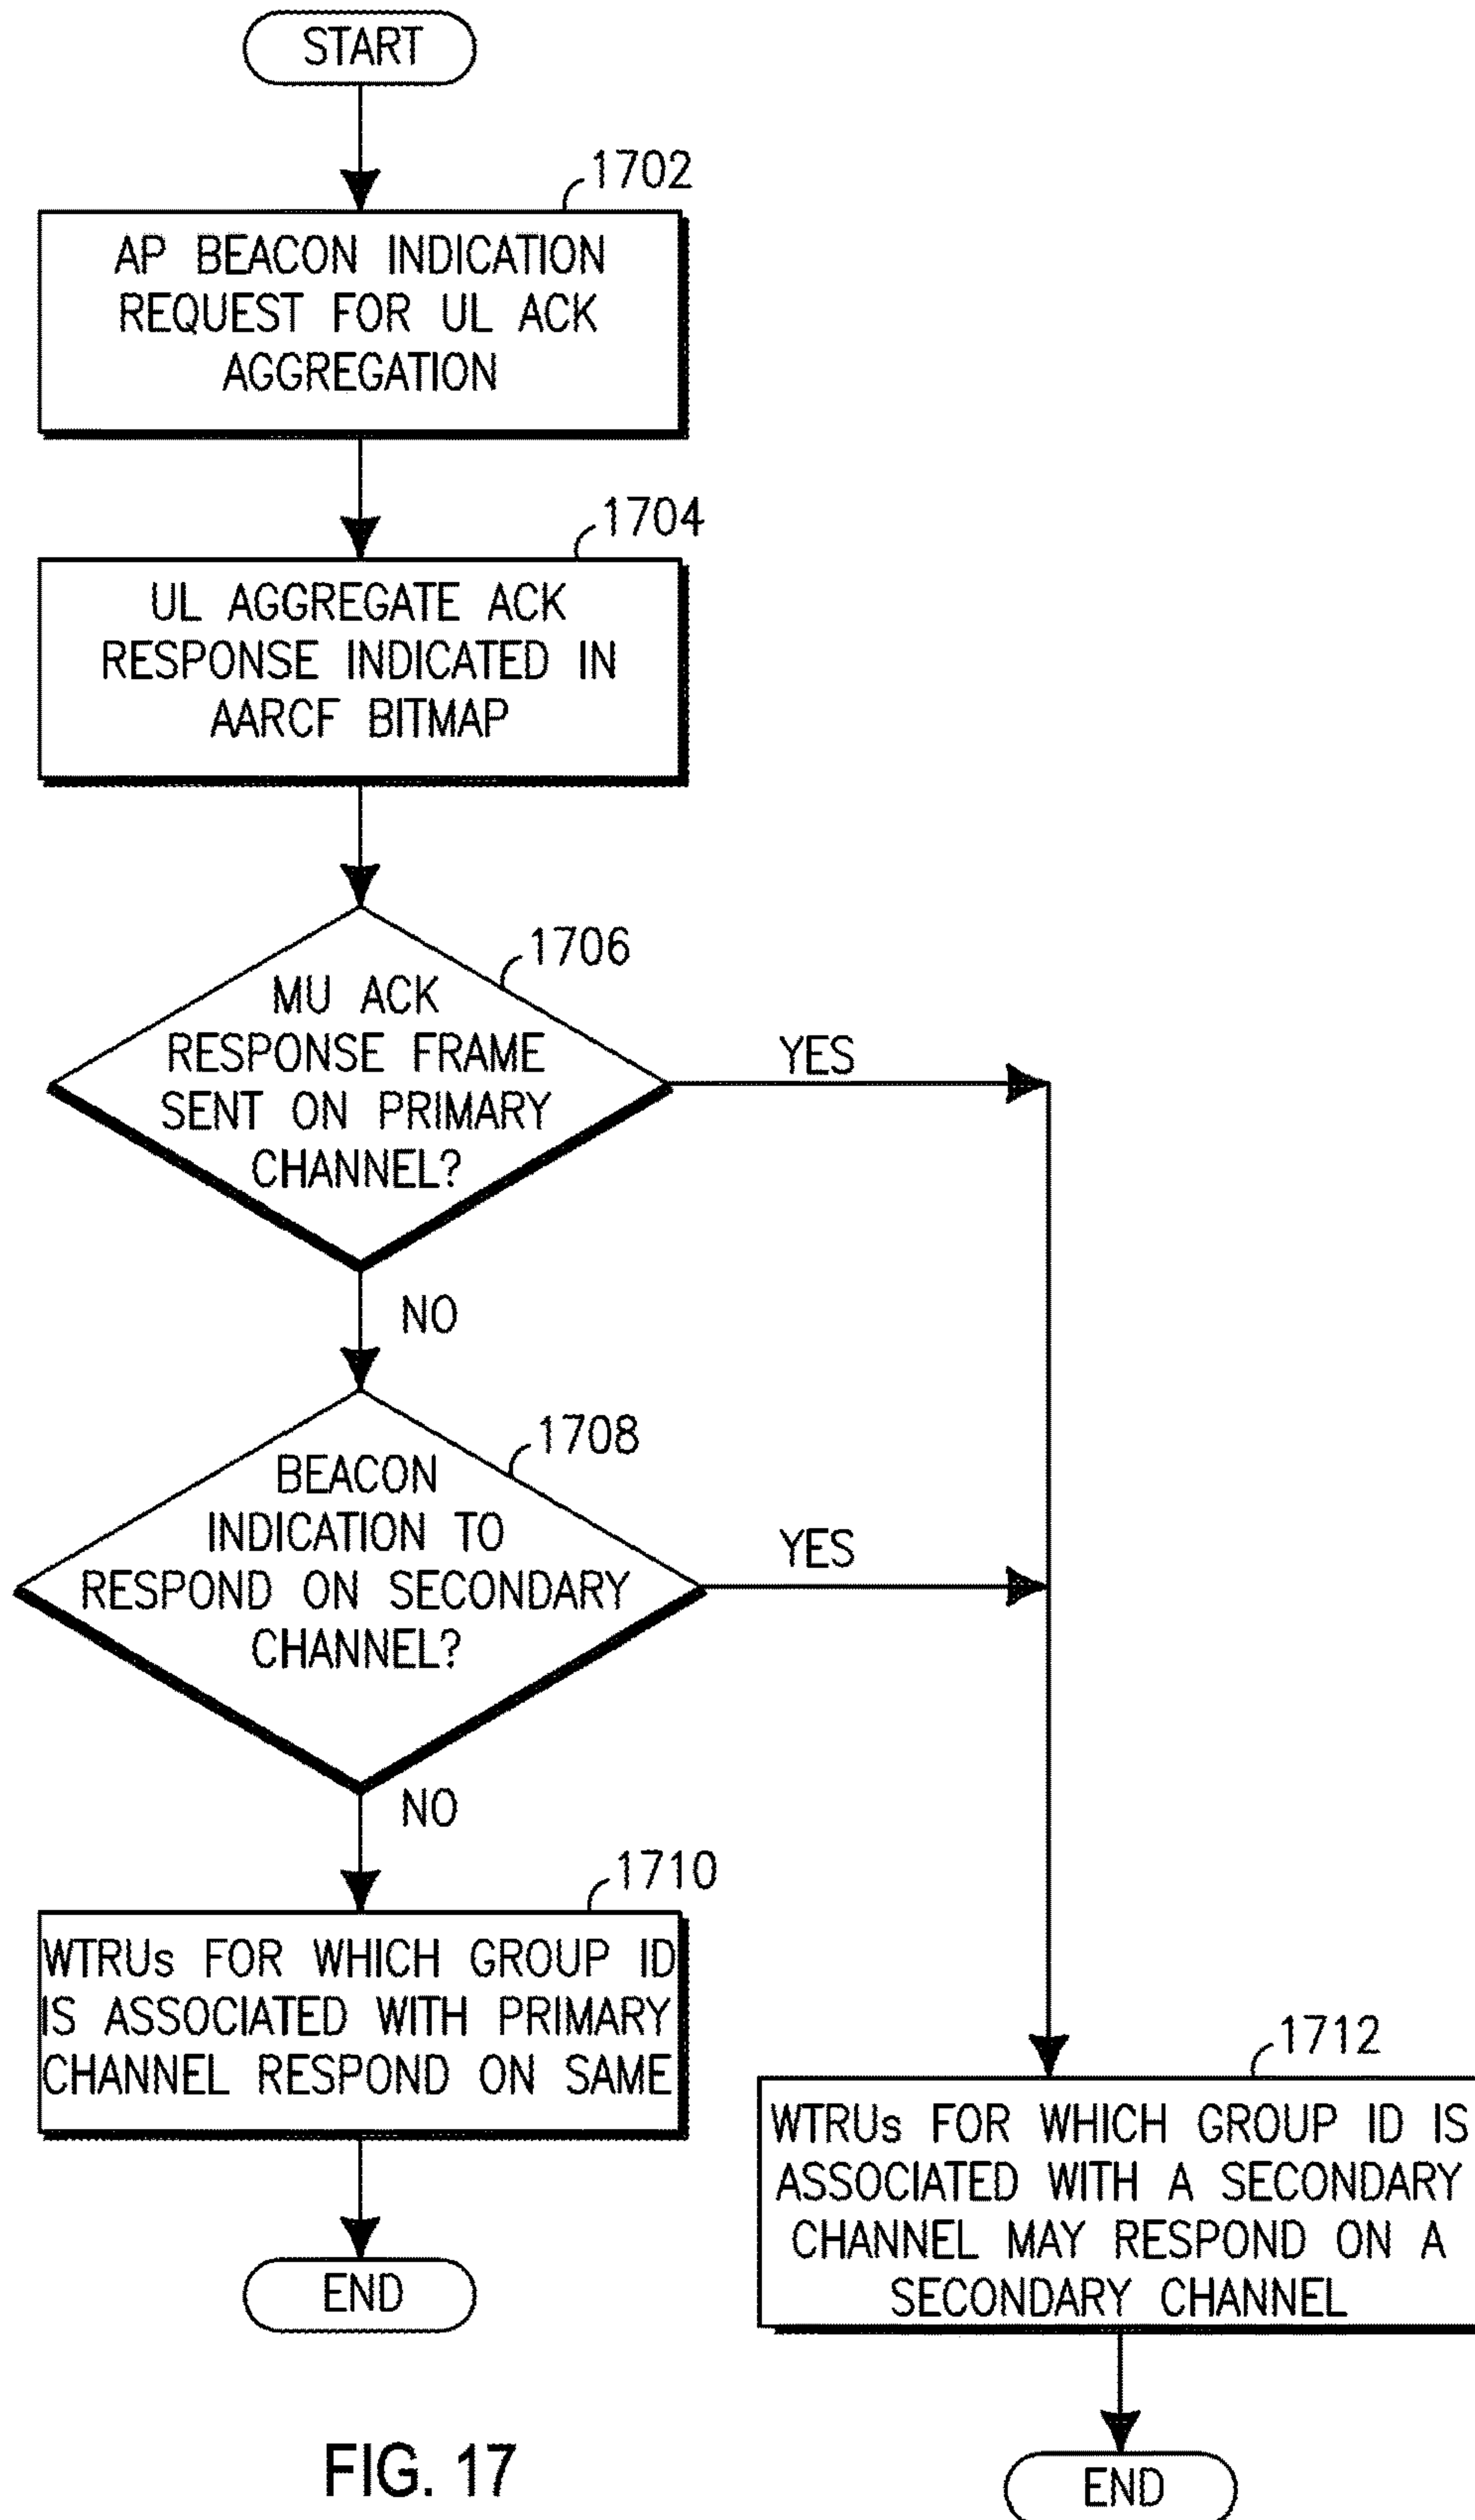 START
1702
AP BEACON INDICATION
REQUEST FOR UL ACK
AGGREGATION
1704
UL AGGREGATE ACK
RESPONSE INDICATED IN
AARCF BITMAP
1706
MU ACK
RESPONSE FRAME
SENT ON PRIMARY
CHANNEL?
YES
NO
1708
BEACON
INDICATION TO
RESPOND ON SECONDARY
CHANNEL?
YES
NO
1710
WTRUs FOR WHICH GROUP ID
IS ASSOCIATED WITH PRIMARY
CHANNEL RESPOND ON SAME
END
1712
WTRUs FOR WHICH GROUP ID IS
ASSOCIATED WITH A SECONDARY
CHANNEL MAY RESPOND ON A
SECONDARY CHANNEL
END
FIG. 17